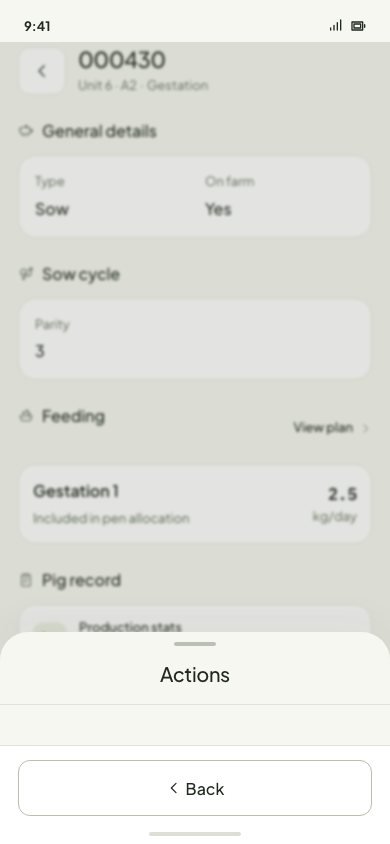 9:41
000430
Unit 6 · A2 · Gestation
General details
Type On farm
Sow Yes
Sow cycle
Parity
3
Feeding
View plan
Gestation 1 2.5
Included in pen allocation kg/day
Pig record
Production stats
Actions
Back